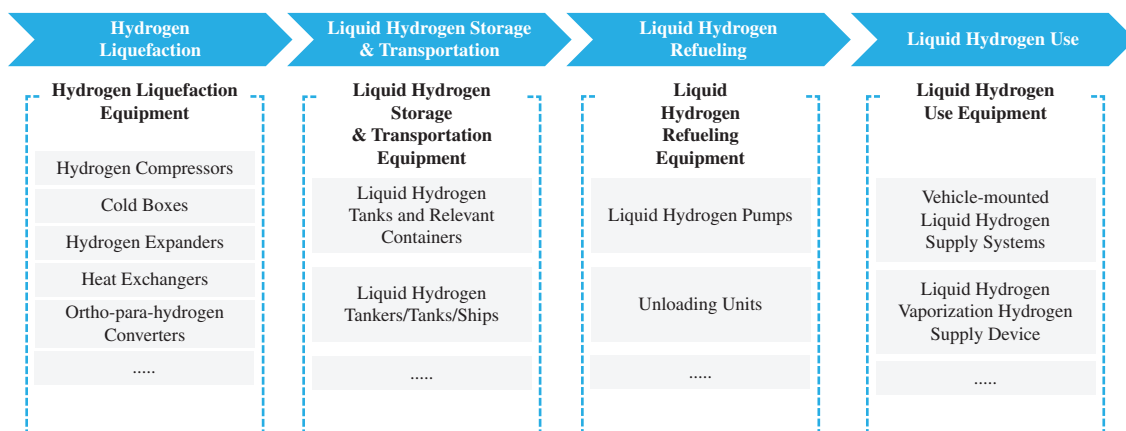 Hydrogen
Liquefaction
Liquid Hydrogen Storage
& Transportation
Liquid Hydrogen
Refueling
Liquid Hydrogen Use
Hydrogen Liquefaction
Equipment
Hydrogen Compressors
Cold Boxes
Hydrogen Expanders
Heat Exchangers
Ortho-para-hydrogen
Converters
.....
Liquid Hydrogen
Storage
& Transportation
Equipment
Liquid Hydrogen
Tanks and Relevant
Containers
Liquid Hydrogen
Tankers/Tanks/Ships
.....
Liquid
Hydrogen
Refueling
Equipment
Liquid Hydrogen Pumps
Unloading Units
.....
Liquid Hydrogen
Use Equipment
Vehicle-mounted
Liquid Hydrogen
Supply Systems
Liquid Hydrogen
Vaporization Hydrogen
Supply Device
.....